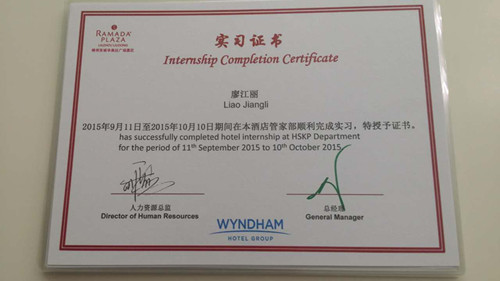 RAMADA
PLAZA
实习证书
Internship Completion Certificate
廖江丽
Liao Jiangli
2015年9月11日至2015年10月10日期间在本酒店管家部顺利完成实习，特授予证书。
has successfully completed hotel internship at HSKP Department
for the period of 11th September 2015 to 10th October 2015.
人力资源总监
Director of Human Resources
总经理
General Manager
WYNDHAM
HOTEL GROUP